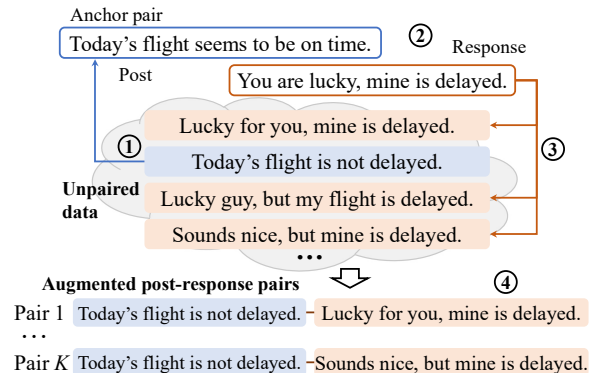 Anchor pair
Today's flight seems to be on time.
②
Response
Post
You are lucky, mine is delayed.
①
Lucky for you, mine is delayed.
③
Today's flight is not delayed.
Unpaired
data
Lucky guy, but my flight is delayed.
Sounds nice, but mine is delayed.
...
Augmented post-response pairs
④
Pair 1 Today's flight is not delayed. Lucky for you, mine is delayed.
...
Pair K Today's flight is not delayed. Sounds nice, but mine is delayed.